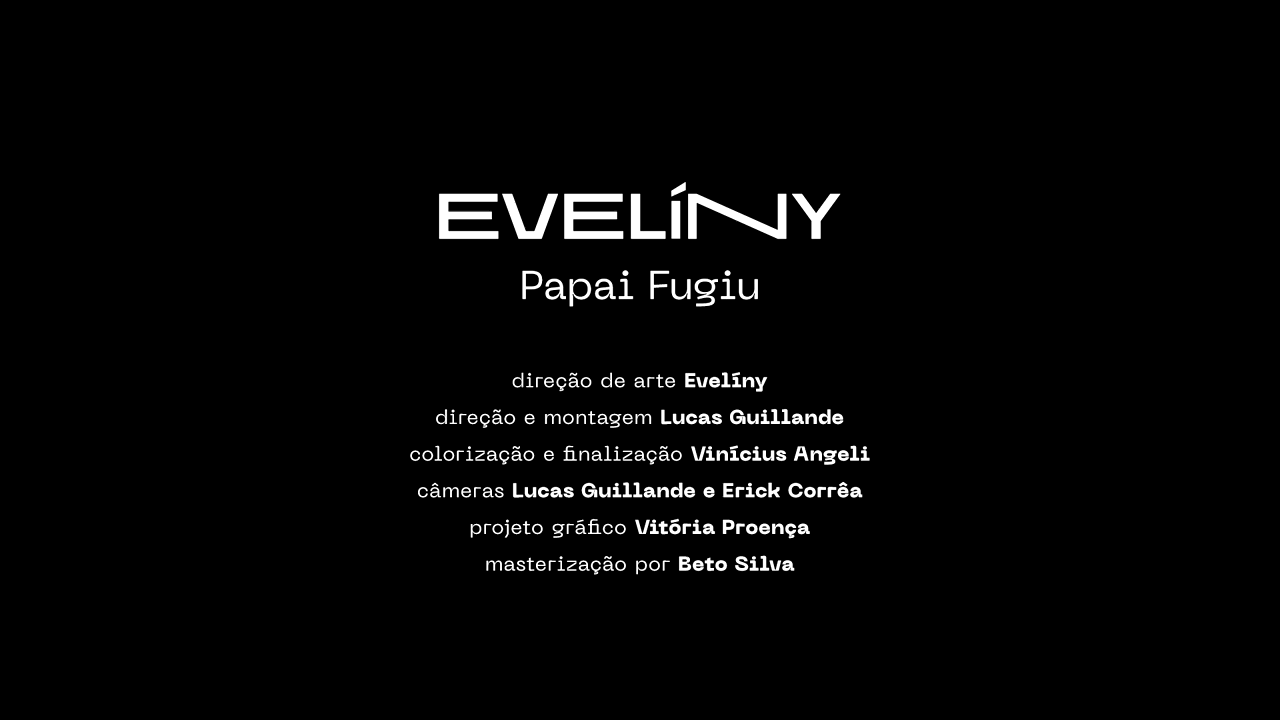 EVELÍNY
Papai Fugiu
direção de arte Evelíny
direção e montagem Lucas Guillande
colorização e finalização Vinícius Angeli
câmeras Lucas Guillande e Erick Corrêa
projeto gráfico Vitória Proença
masterização por Beto Silva